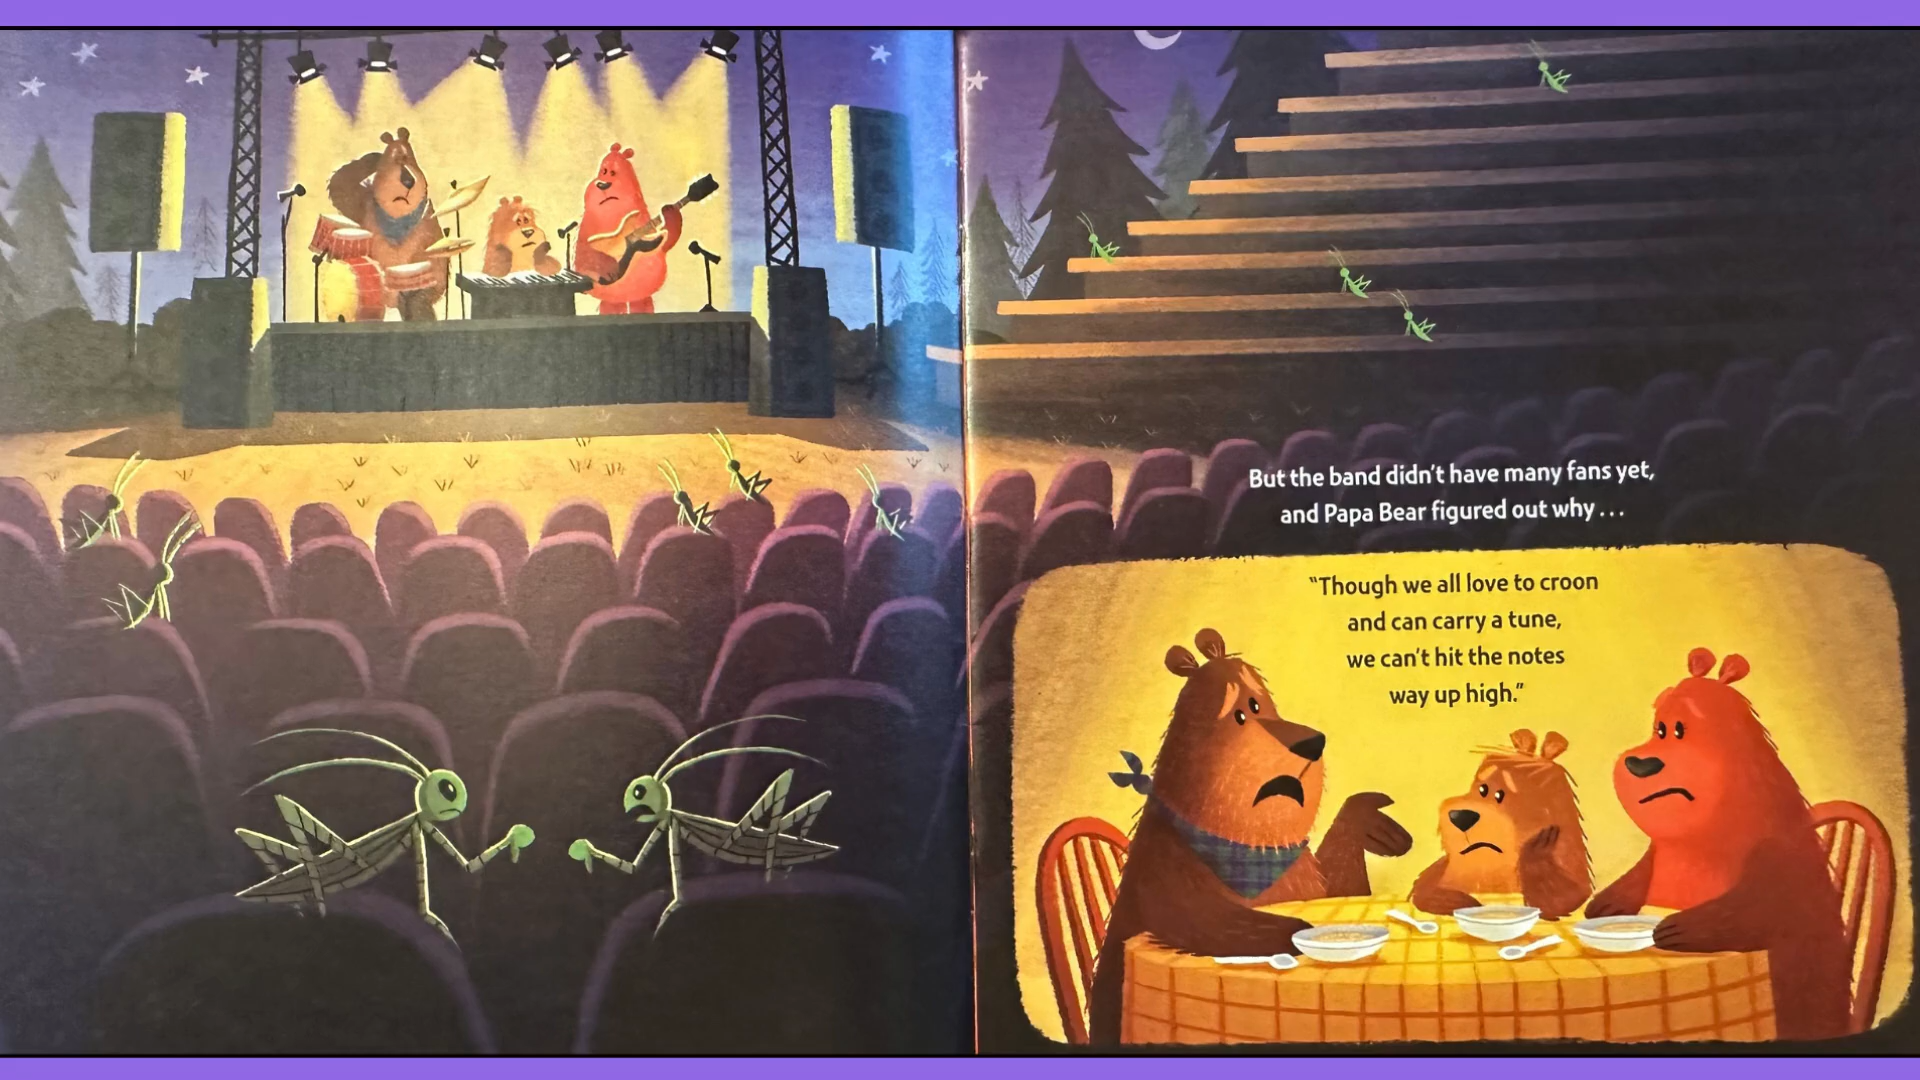 But the band didn't have many fans yet,
and Papa Bear figured out why . . .
"Though we all love to croon
and can carry a tune,
we can't hit the notes
way up high."